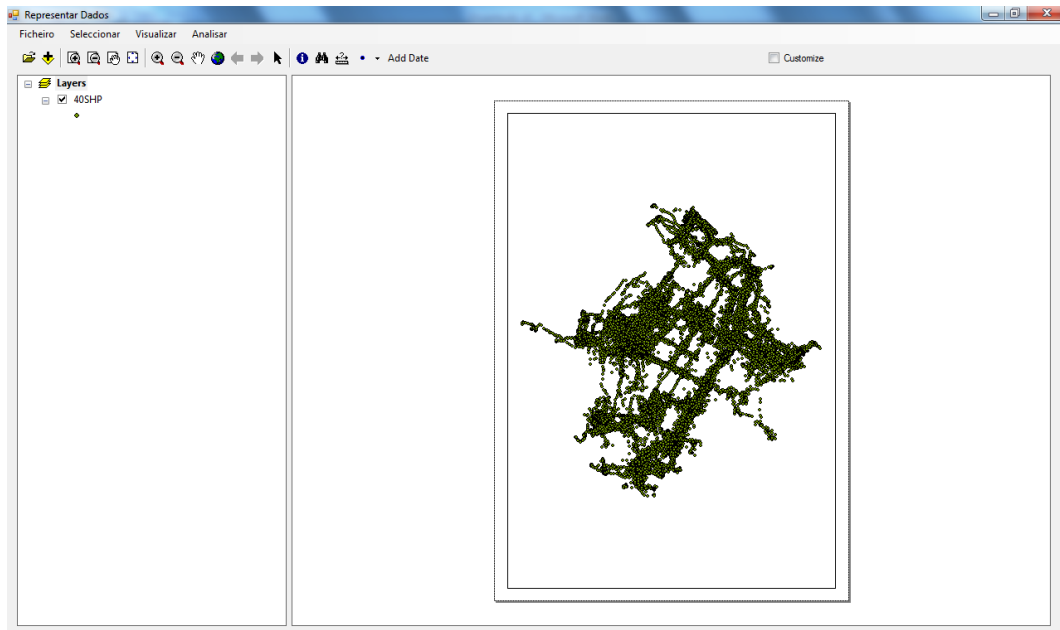 Representar Dados
Ficheiro Seleccionar Visualizar Analisar
Add Date Customize
Layers
40SHP